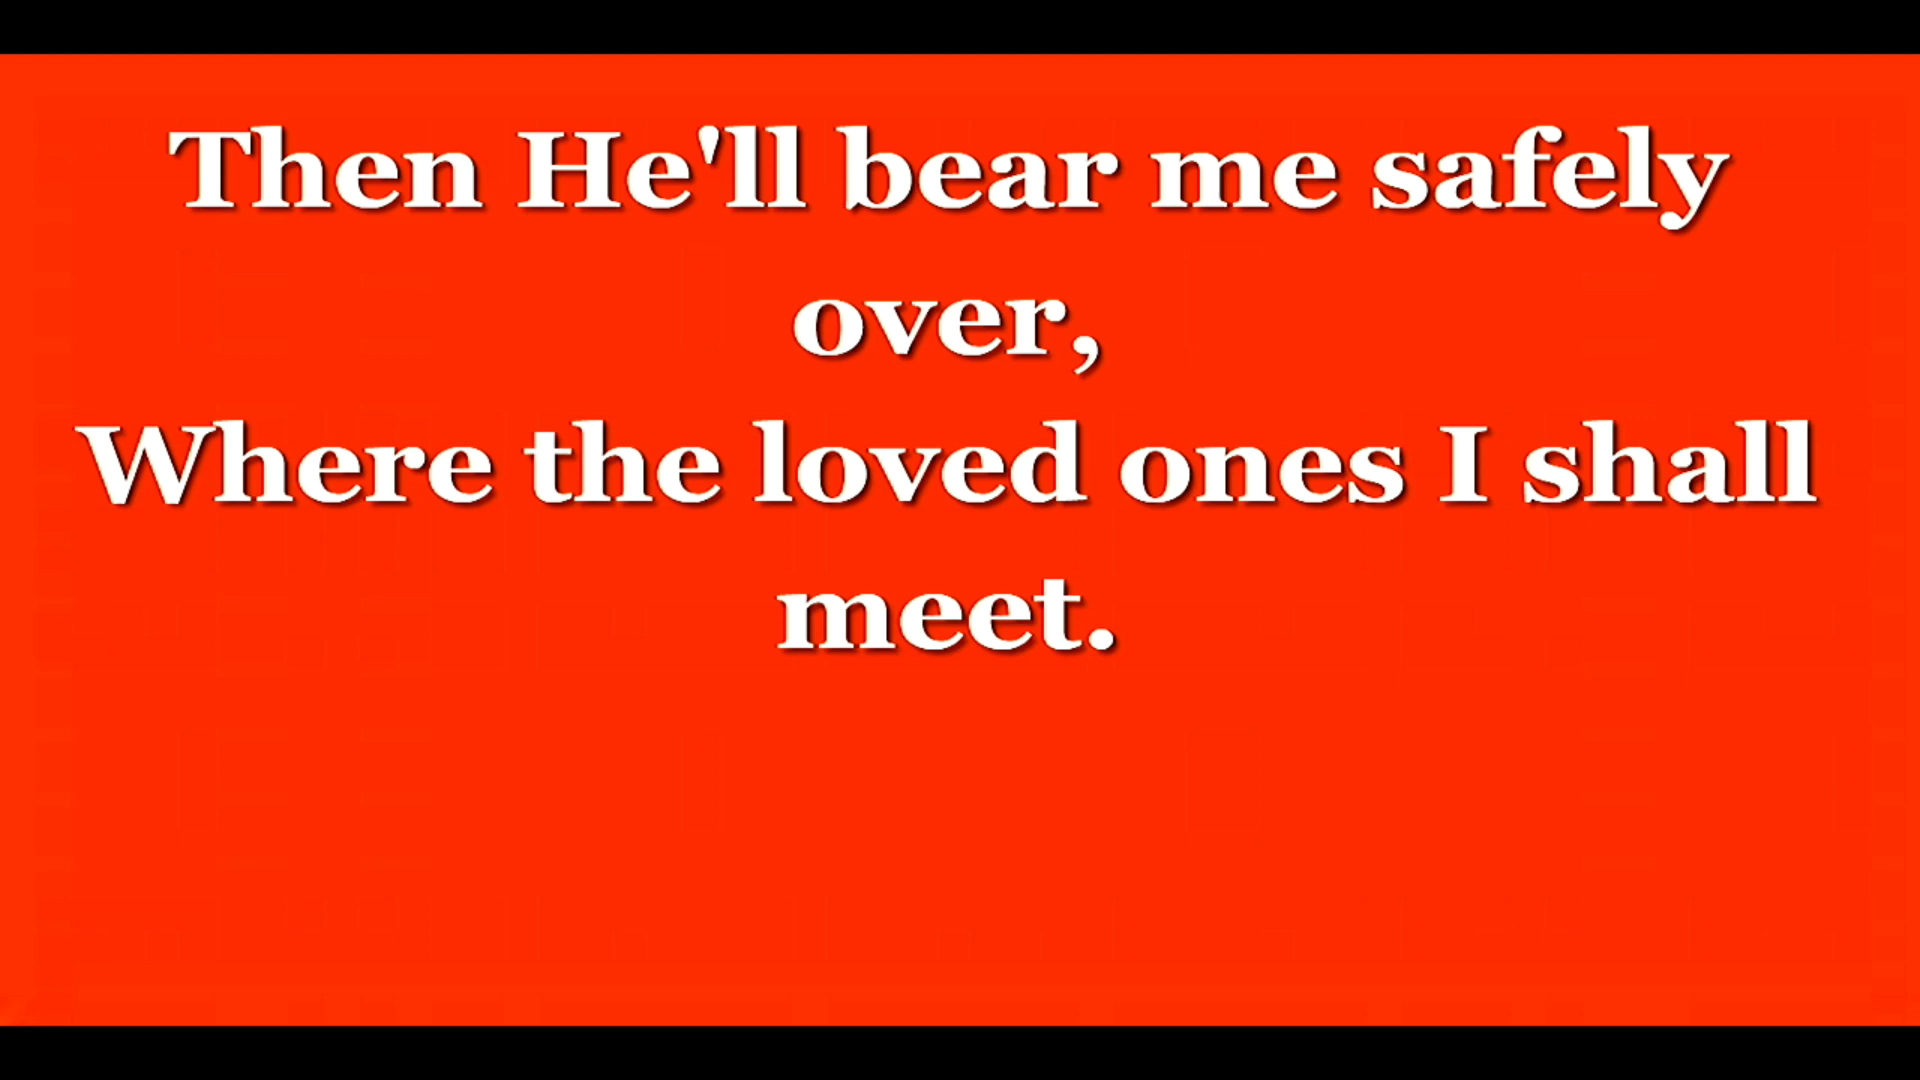 Then He'll bear me safely
over,
Where the loved ones I shall
meet.